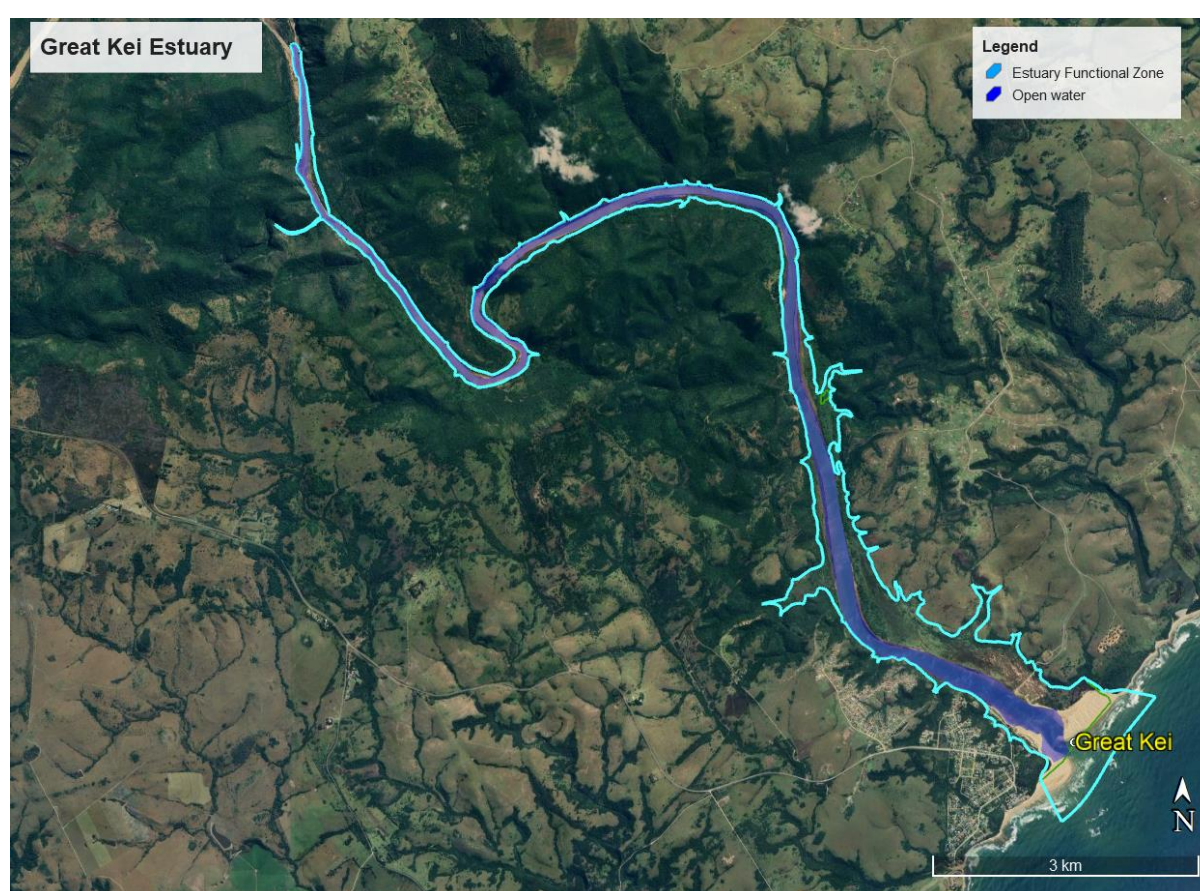 Great Kei Estuary
Legend
Estuary Functional Zone
Open water
Great Kei
N
3 km